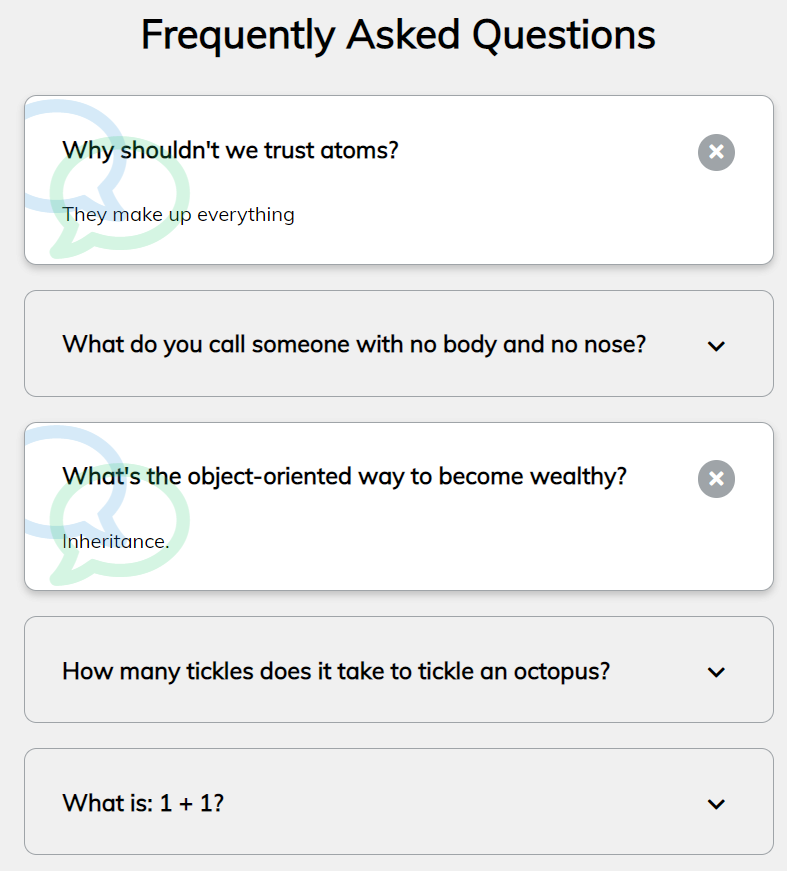 Frequently Asked Questions
Why shouldn't we trust atoms?
They make up everything
What do you call someone with no body and no nose?
What's the object-oriented way to become wealthy?
Inheritance.
How many tickles does it take to tickle an octopus?
What is: 1 + 1?